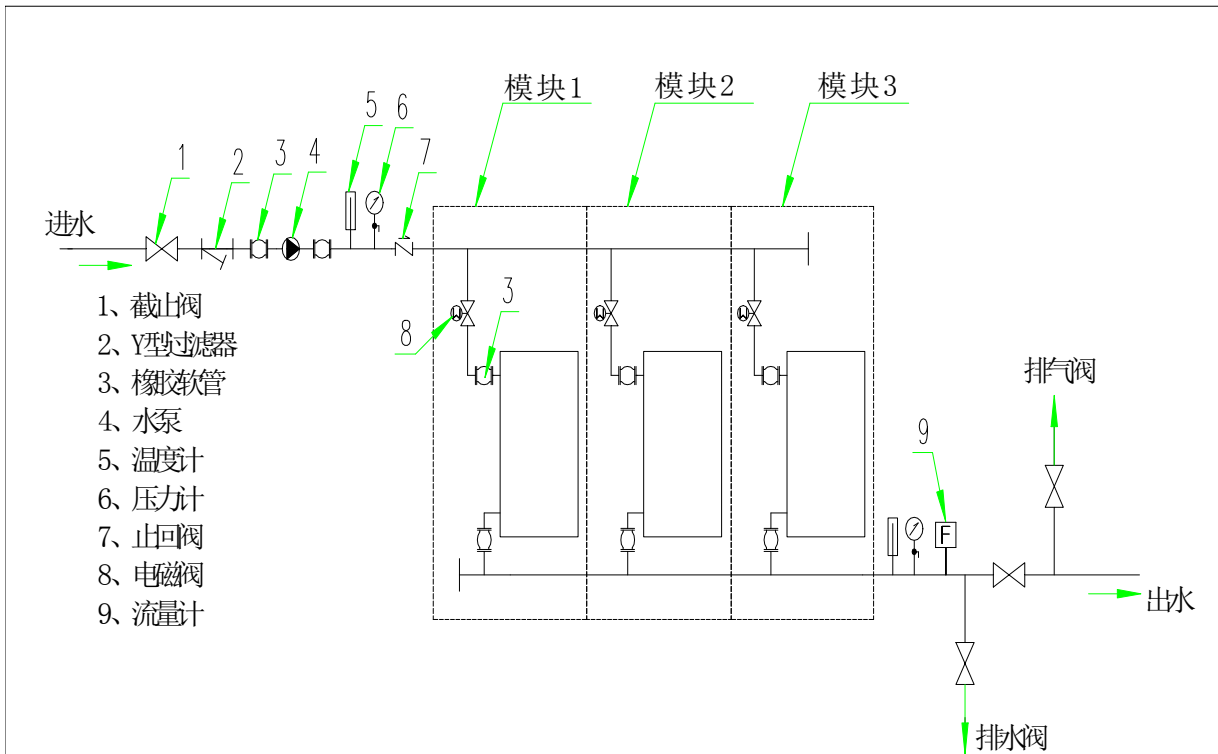 模块1
模块2
模块3
5
6
1
2
3
4
7
进水
1、截止阀
2、Y型过滤器
3、橡胶软管
4、水泵
5、温度计
6、压力计
7、止回阀
8、电磁阀
9、流量计
8
3
排气阀
9
F
出水
排水阀